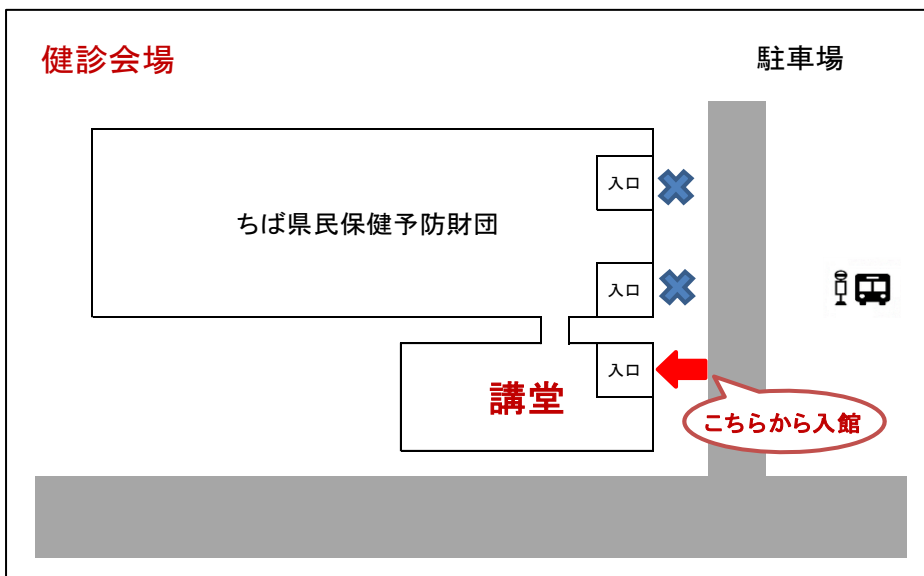 健診会場
駐車場
入口
ちば県民保健予防財団
入口
入口
講堂
こちらから入館